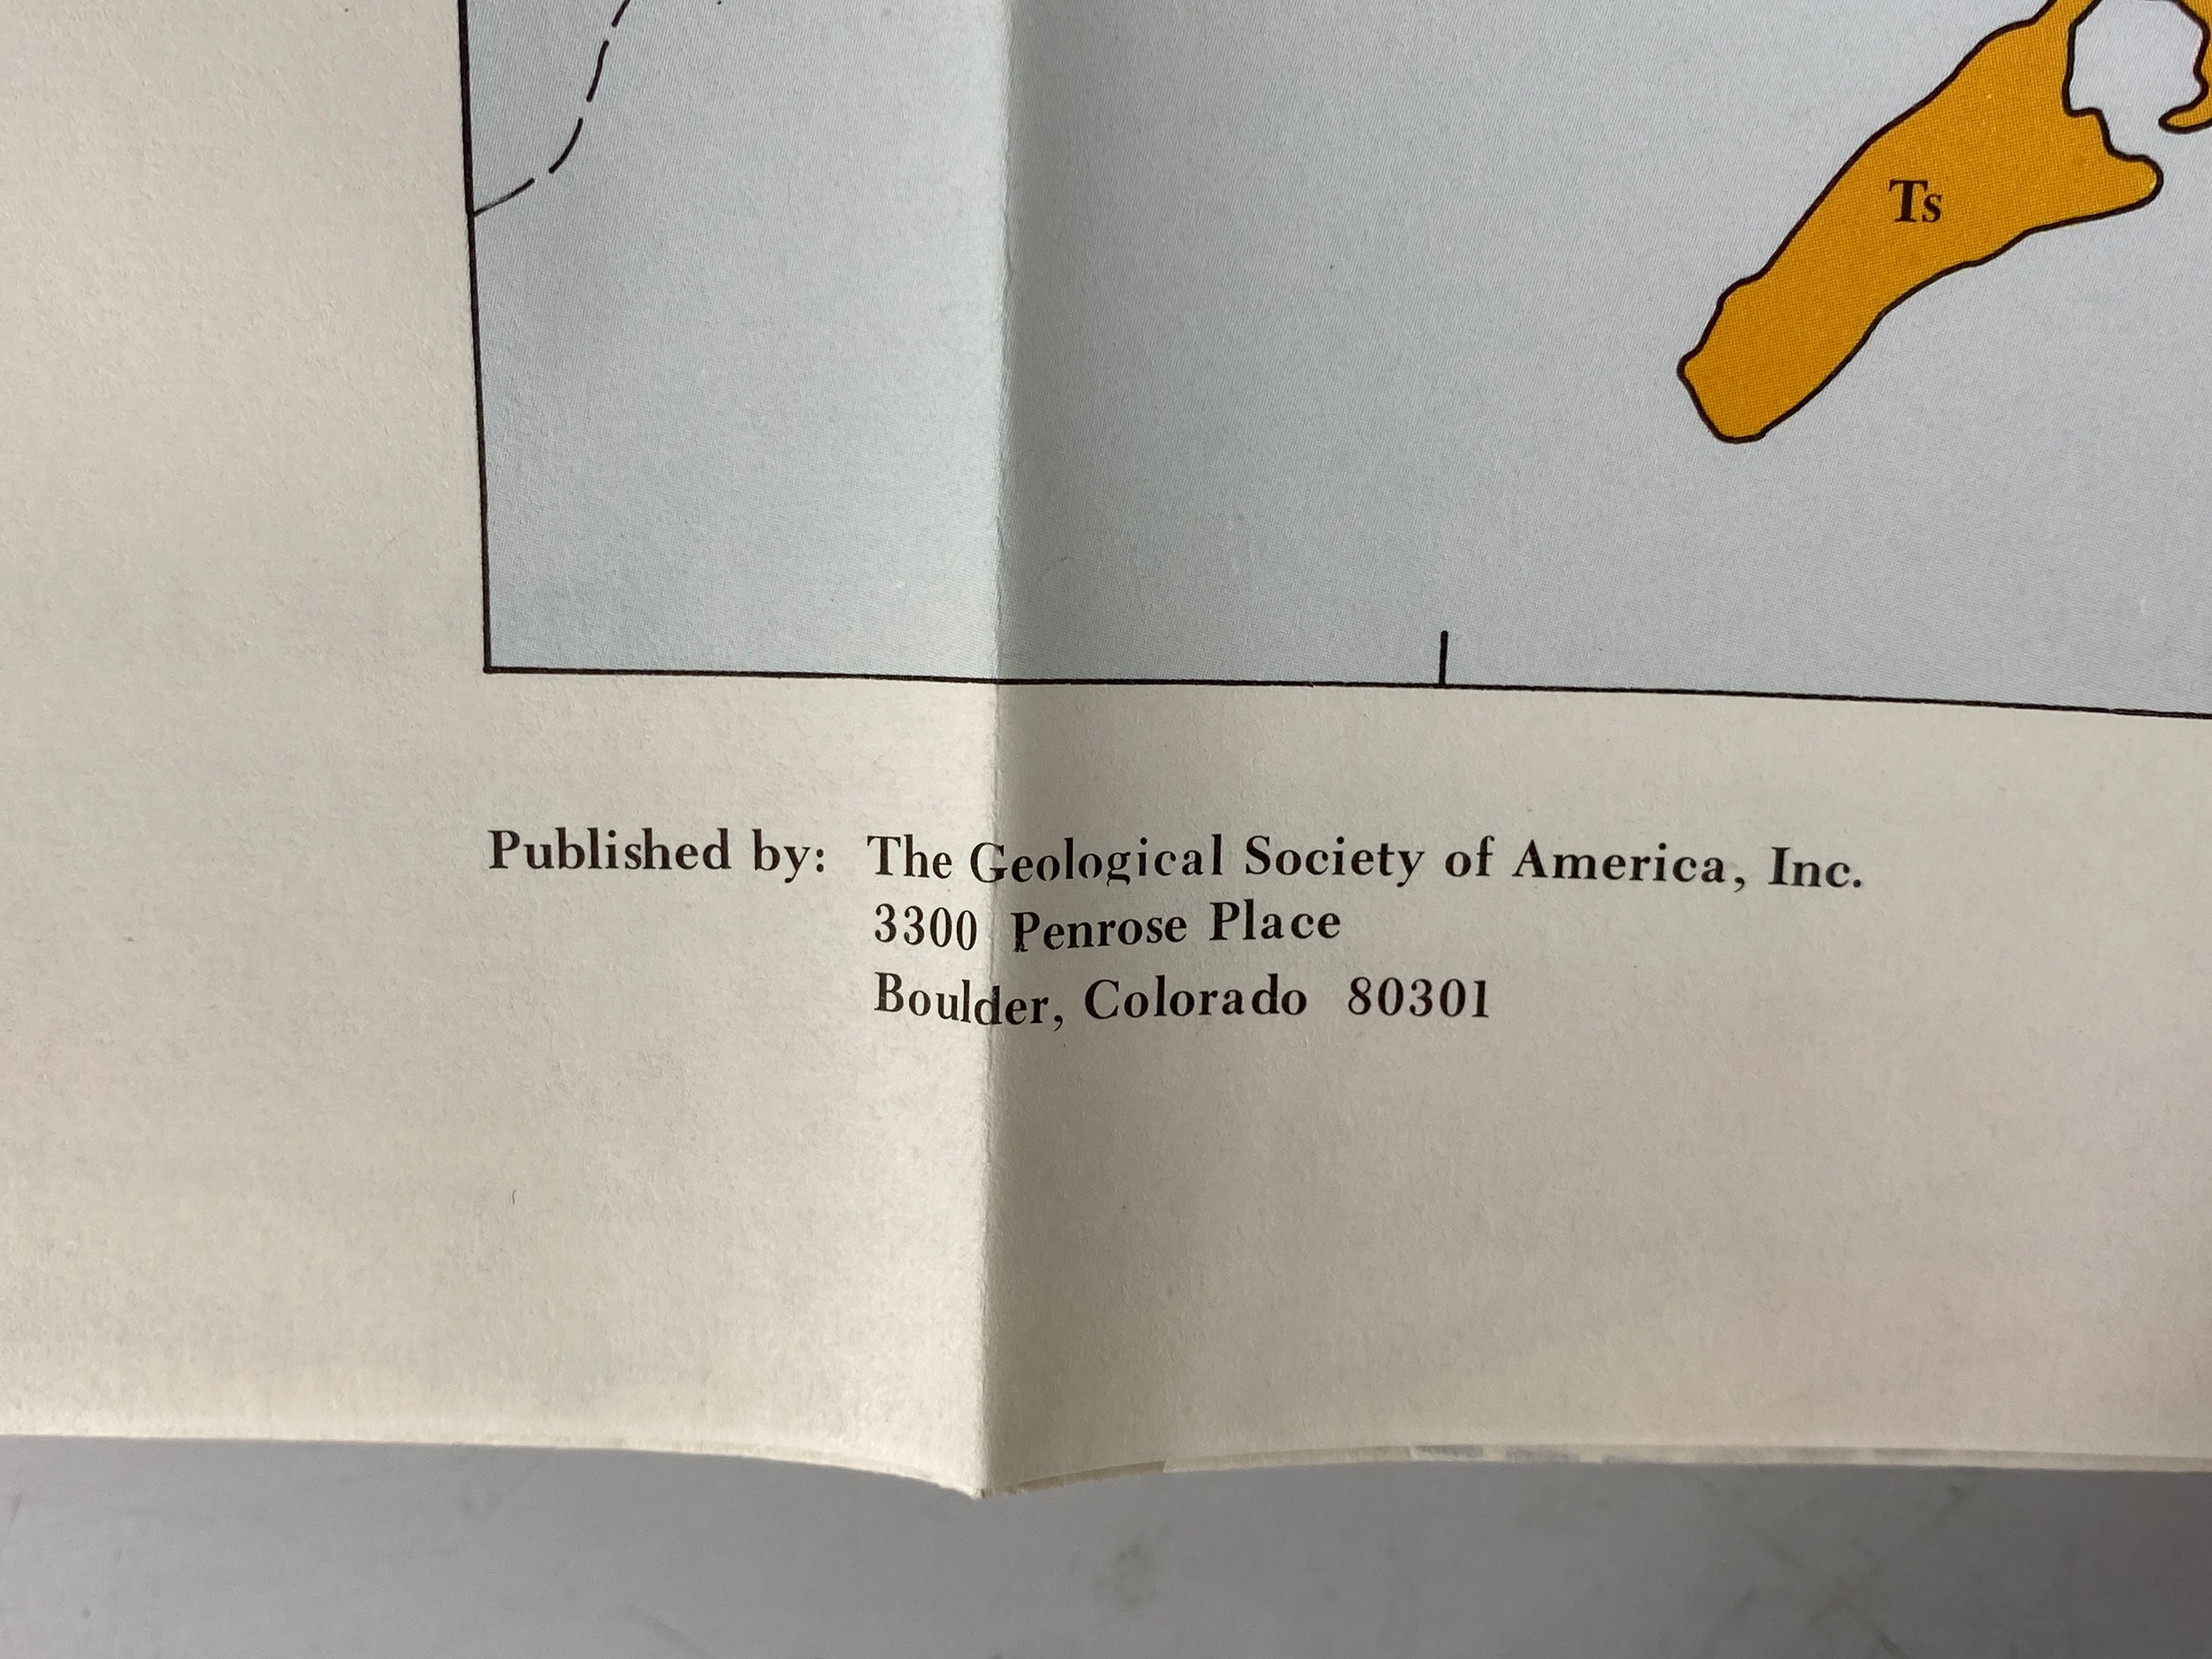 Ts
Published by: The Geological Society of America, Inc.
3300 Penrose Place
Boulder, Colorado 80301